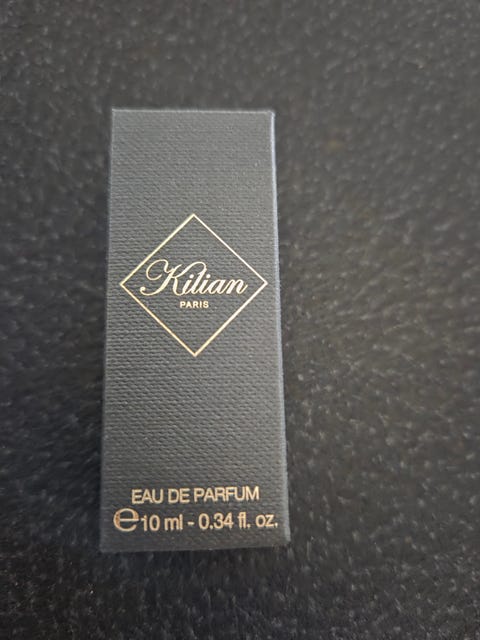 Kilian
PARIS
EAU DE PARFUM
℮10 ml - 0.34 fl. oz.